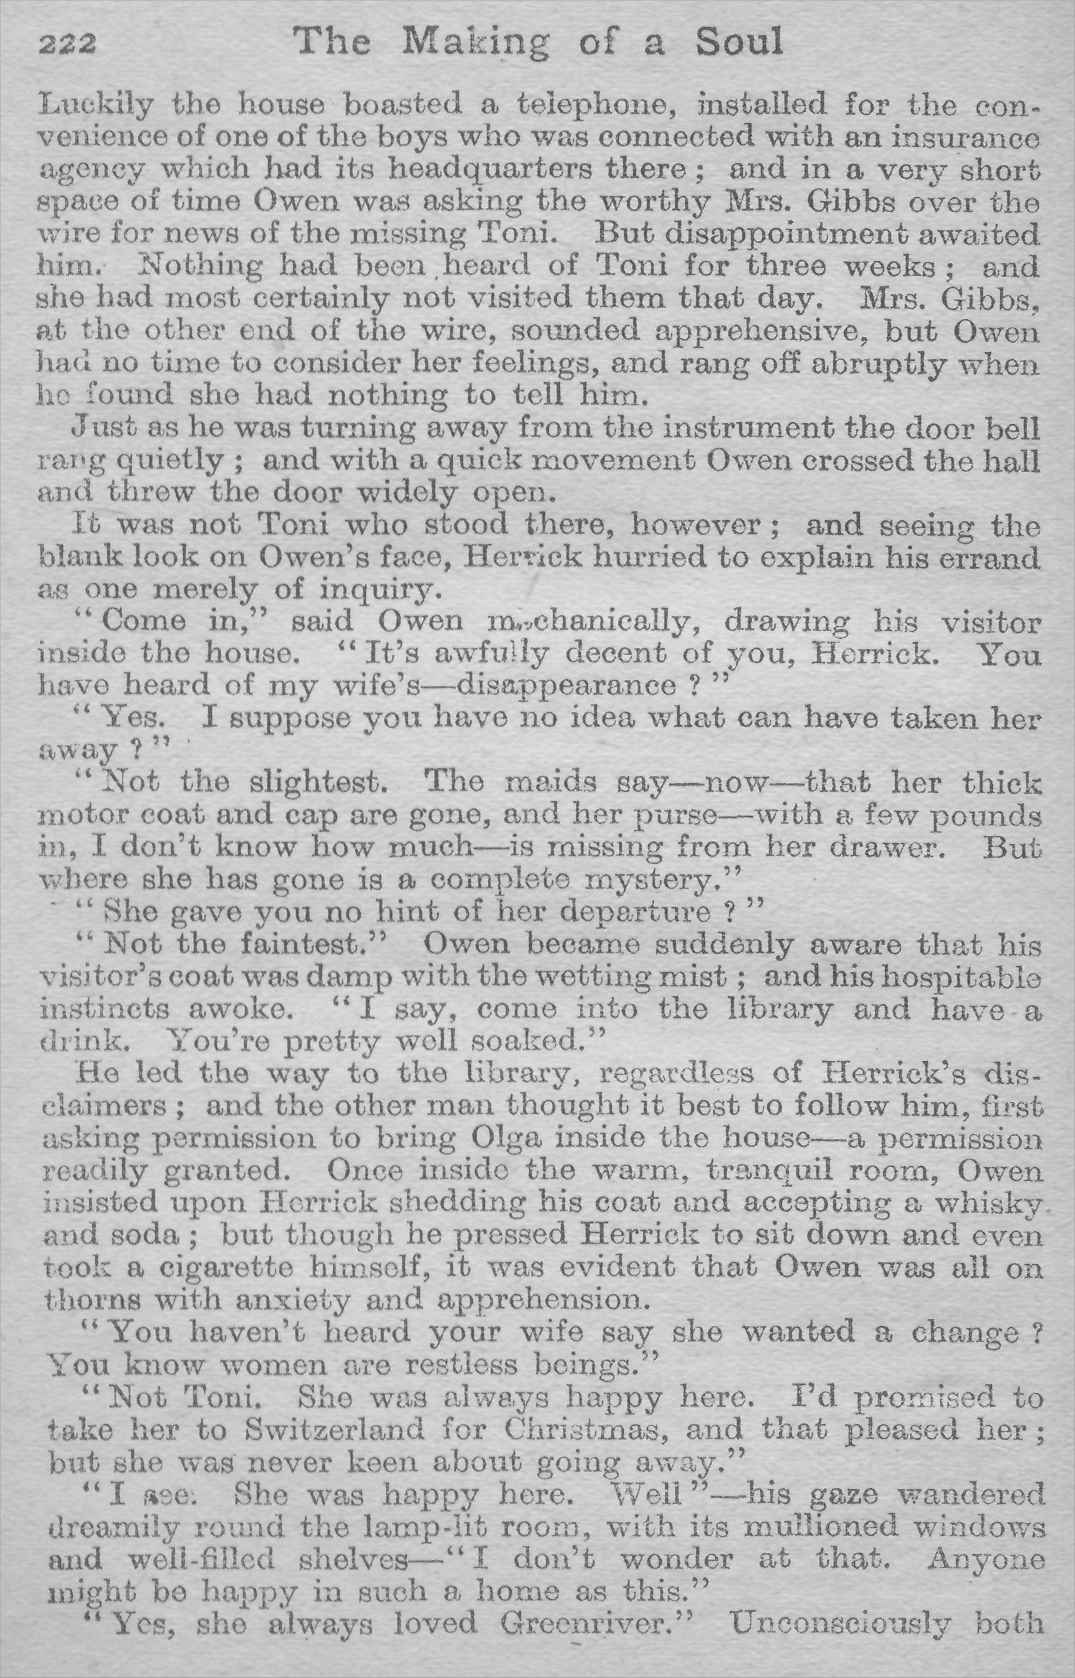 222 The Making of a Soul
Luckily the house boasted a telephone, installed for the con-
venience of one of the boys who was connected with an insurance
agency which had its headquarters there ; and in a very short
space of time Owen was asking the worthy Mrs. Gibbs over the
wire for news of the missing Toni. But disappointment awaited
him. Nothing had been heard of Toni for three weeks ; and
she had most certainly not visited them that day. Mrs. Gibbs,
at the other end of the wire, sounded apprehensive, but Owen
had no time to consider her feelings, and rang off abruptly when
he found she had nothing to tell him.
Just as he was turning away from the instrument the door bell
rang quietly ; and with a quick movement Owen crossed the hall
and threw the door widely open.
It was not Toni who stood there, however ; and seeing the
blank look on Owen's face, Herrick hurried to explain his errand
as one merely of inquiry.
“ Come in,” said Owen mechanically, drawing his visitor
inside the house. “ It's awfully decent of you, Herrick. You
have heard of my wife's—disappearance ? ”
“ Yes. I suppose you have no idea what can have taken her
away ? ”
“ Not the slightest. The maids say—now—that her thick
motor coat and cap are gone, and her purse—with a few pounds
in, I don't know how much—is missing from her drawer. But
where she has gone is a complete mystery.”
“ She gave you no hint of her departure ? ”
“ Not the faintest.” Owen became suddenly aware that his
visitor's coat was damp with the wetting mist ; and his hospitable
instincts awoke. “ I say, come into the library and have a
drink. You're pretty well soaked.”
He led the way to the library, regardless of Herrick's dis-
claimers ; and the other man thought it best to follow him, first
asking permission to bring Olga inside the house—a permission
readily granted. Once inside the warm, tranquil room, Owen
insisted upon Herrick shedding his coat and accepting a whisky
and soda ; but though he pressed Herrick to sit down and even
took a cigarette himself, it was evident that Owen was all on
thorns with anxiety and apprehension.
“ You haven't heard your wife say she wanted a change ?
You know women are restless beings.”
“ Not Toni. She was always happy here. I'd promised to
take her to Switzerland for Christmas, and that pleased her ;
but she was never keen about going away.”
“ I see. She was happy here. Well ”—his gaze wandered
dreamily round the lamp-lit room, with its mullioned windows
and well-filled shelves—“ I don't wonder at that. Anyone
might be happy in such a home as this.”
“ Yes, she always loved Greenriver.” Unconsciously both